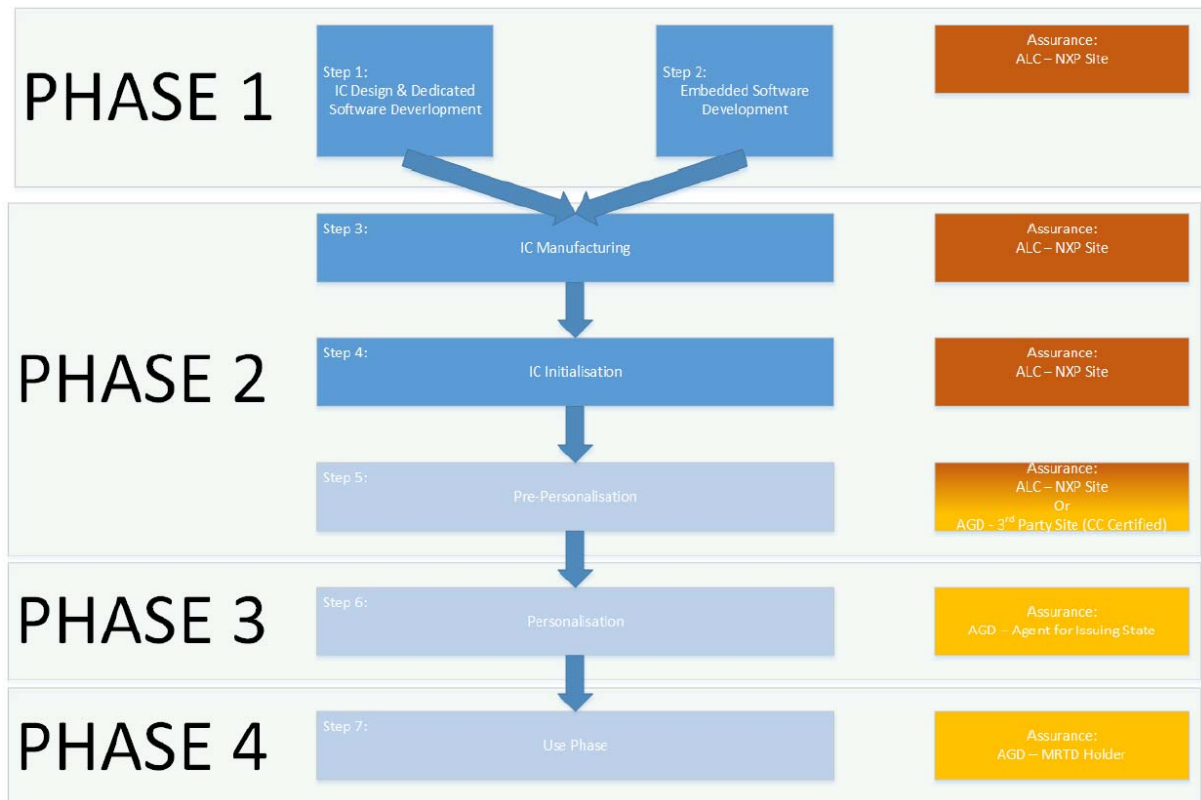 PHASE 1
Step 1:
IC Design & Dedicated
Software Deverlopment
Step 2:
Embedded Software
Development
Assurance:
ALC – NXP Site
PHASE 2
Step 3:
IC Manufacturing
Assurance:
ALC – NXP Site
Step 4:
IC Initialisation
Assurance:
ALC – NXP Site
Step 5:
Pre-Personalisation
Assurance:
ALC – NXP Site
Or
AGD - 3rd Party Site (CC Certified)
PHASE 3
Step 6:
Personalisation
Assurance:
AGD – Agent for Issuing State
PHASE 4
Step 7:
Use Phase
Assurance:
AGD – MRTD Holder